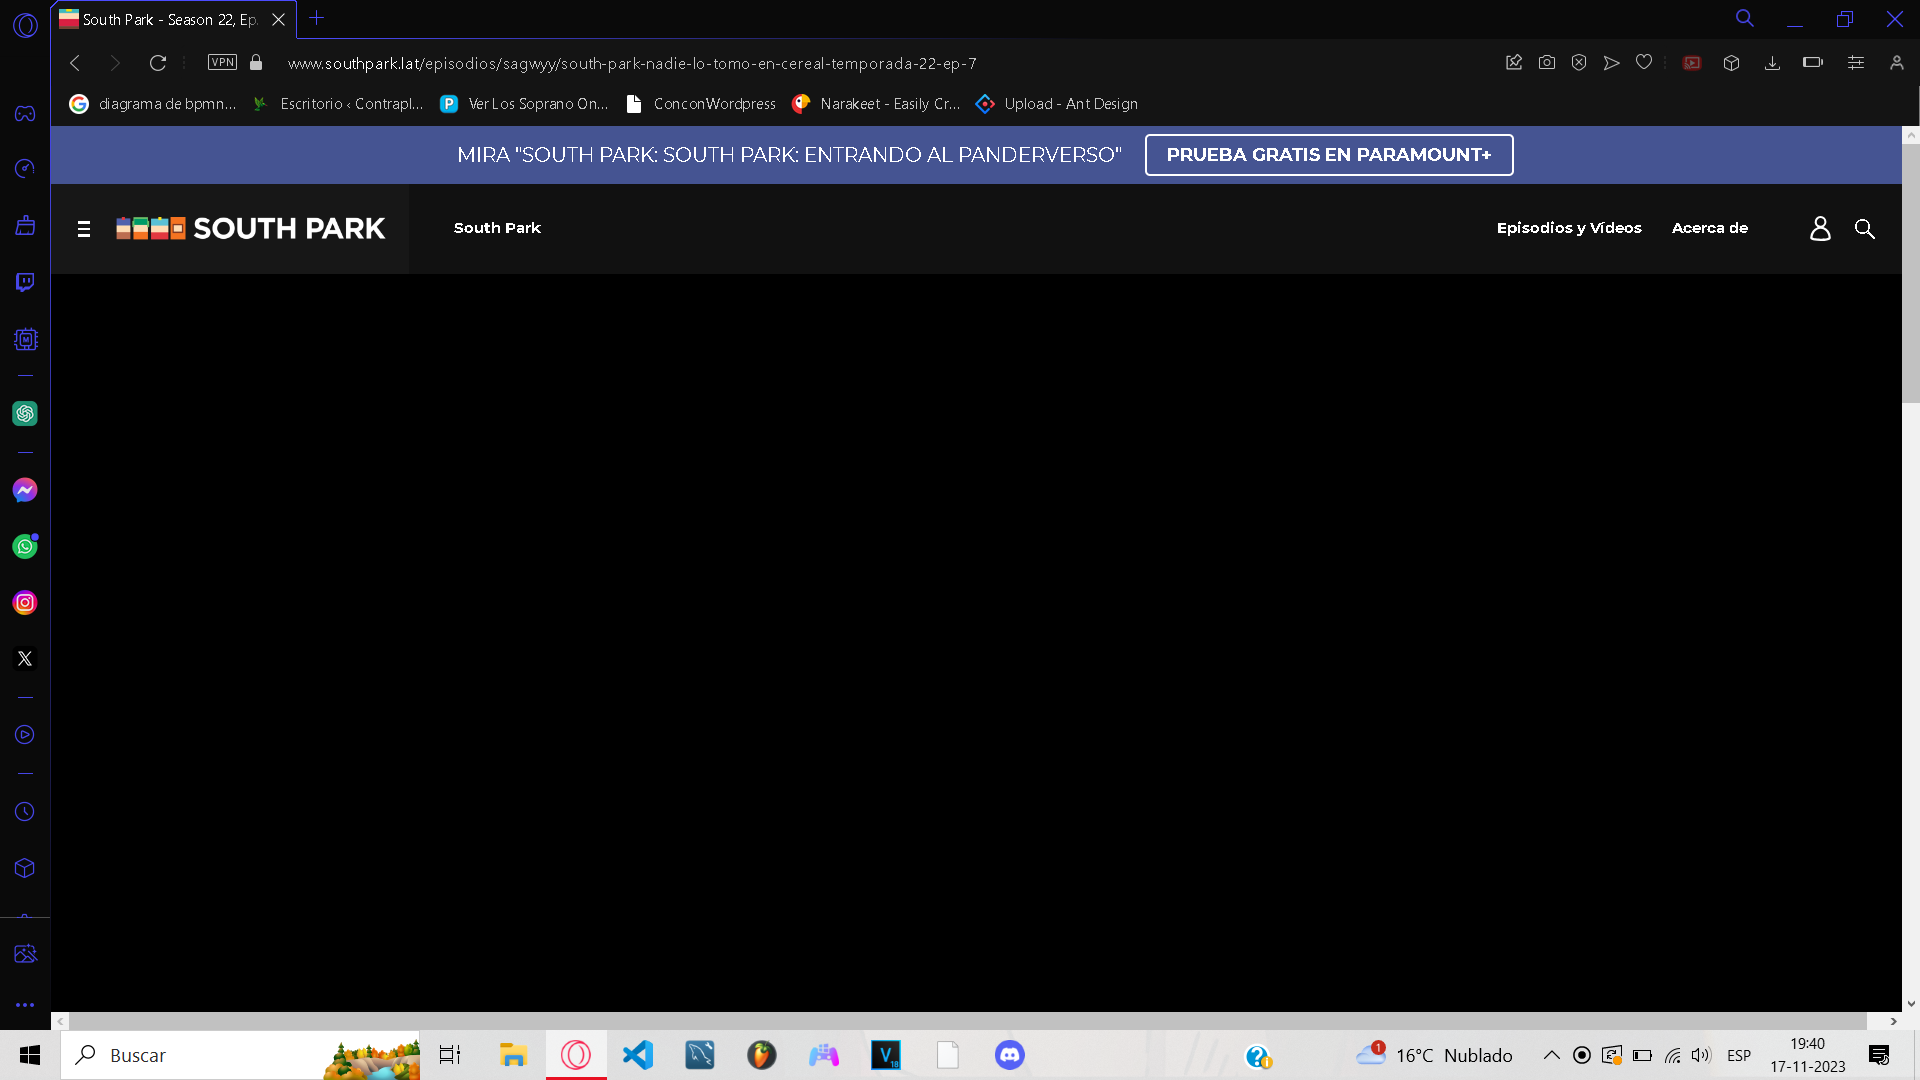 South Park - Season 22, Ep
VPN
www.southpark.lat/episodios/sagwyy/south-park-nadie-lo-tomo-en-cereal-temporada-22-ep-7
diagrama de bpmn...
Escritorio ‹ Contrapl...
Ver Los Soprano On...
ConconWordpress
Narakeet - Easily Cr...
Upload - Ant Design
MIRA "SOUTH PARK: SOUTH PARK: ENTRANDO AL PANDERVERSO"
PRUEBA GRATIS EN PARAMOUNT+
SOUTH PARK
South Park
Episodios y Vídeos
Acerca de
Buscar
1
16°C Nublado
ESP
19:40
17-11-2023